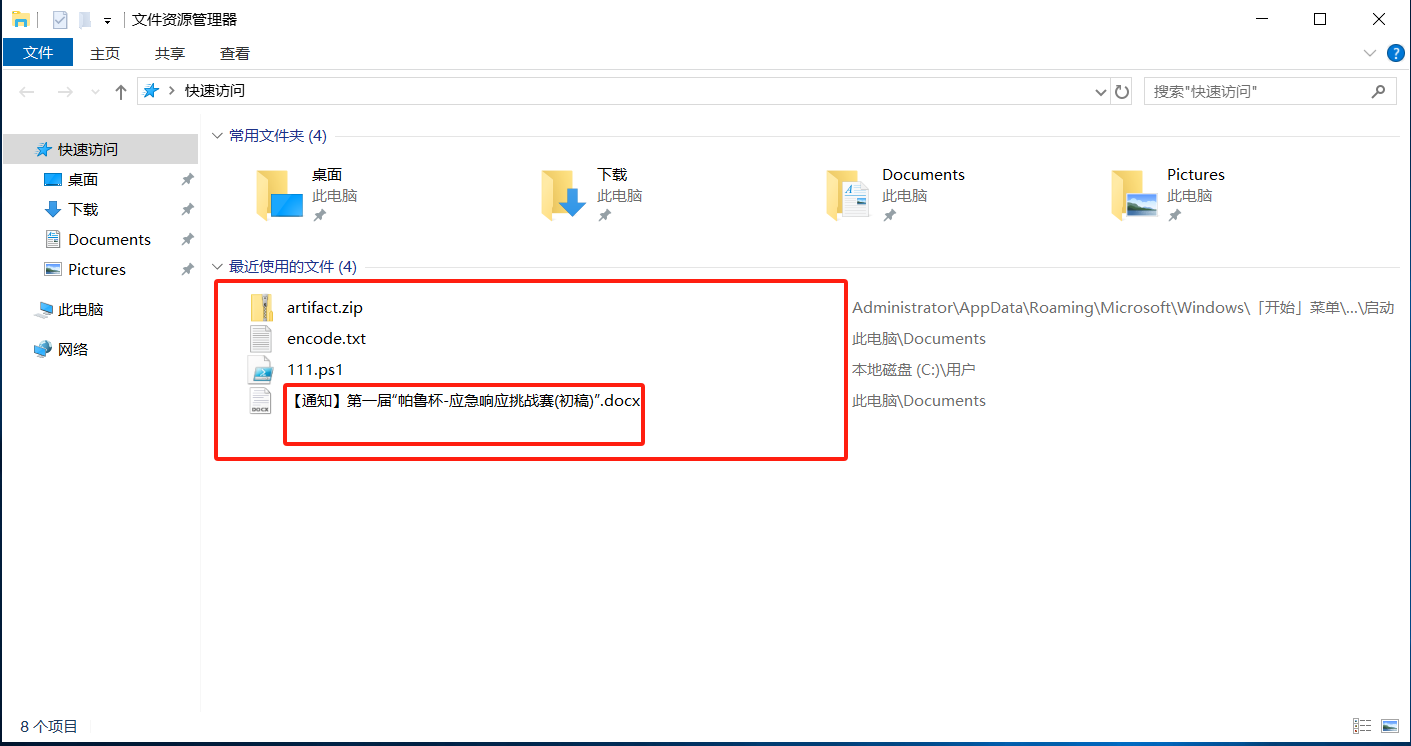 文件资源管理器
文件 主页 共享 查看
快速访问 搜索"快速访问"
快速访问
桌面
下载
Documents
Pictures
此电脑
网络
常用文件夹 (4)
桌面
此电脑
下载
此电脑
Documents
此电脑
Pictures
此电脑
最近使用的文件 (4)
artifact.zip Administrator\AppData\Roaming\Microsoft\Windows\「开始」菜单\...\启动
encode.txt 此电脑\Documents
111.ps1 本地磁盘 (C:)\用户
【通知】第一届“帕鲁杯-应急响应挑战赛(初稿)”.docx 此电脑\Documents
8 个项目